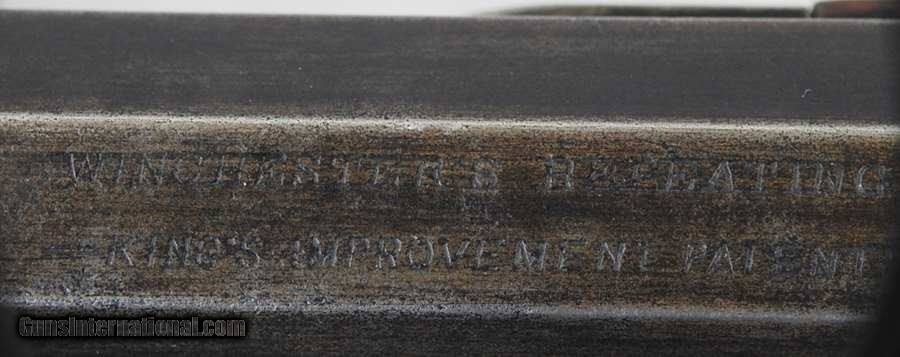 WINCHESTER'S REPEATING
KING'S IMPROVEMENT PATENT
GunsInternational.com